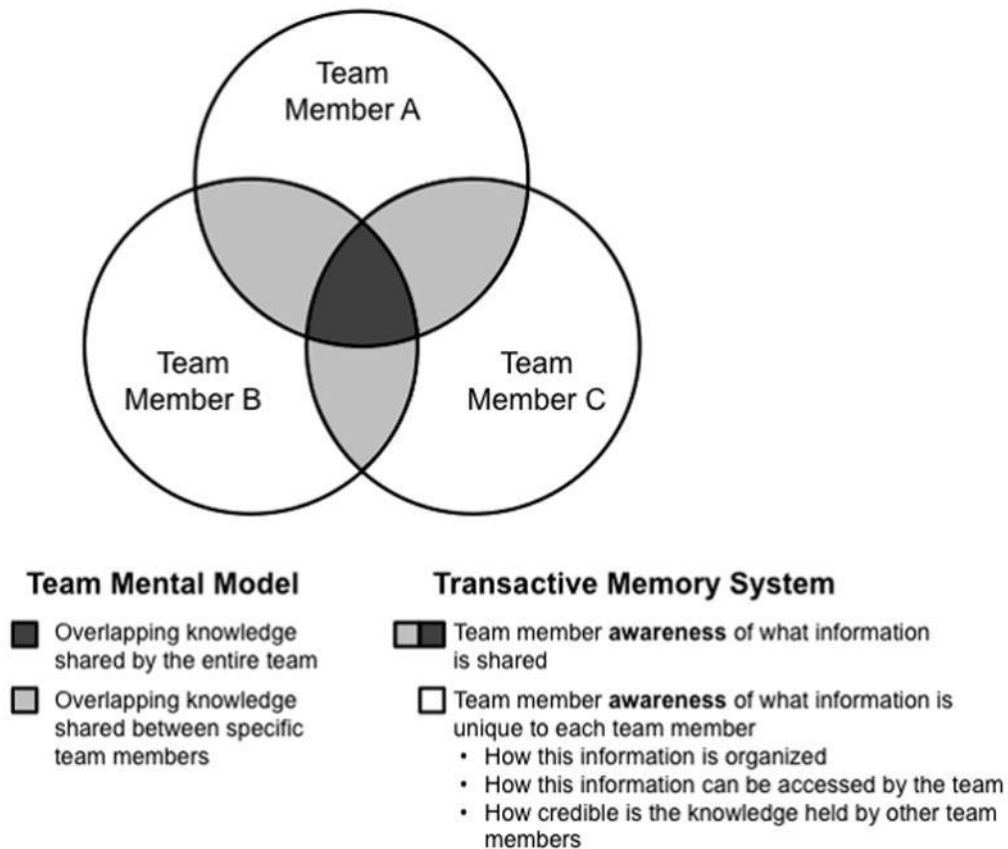 Team
Member A
Team
Member B
Team
Member C
Team Mental Model
Overlapping knowledge
shared by the entire team
Overlapping knowledge
shared between specific
team members
Transactive Memory System
Team member awareness of what information
is shared
Team member awareness of what information is
unique to each team member
• How this information is organized
• How this information can be accessed by the team
• How credible is the knowledge held by other team
members